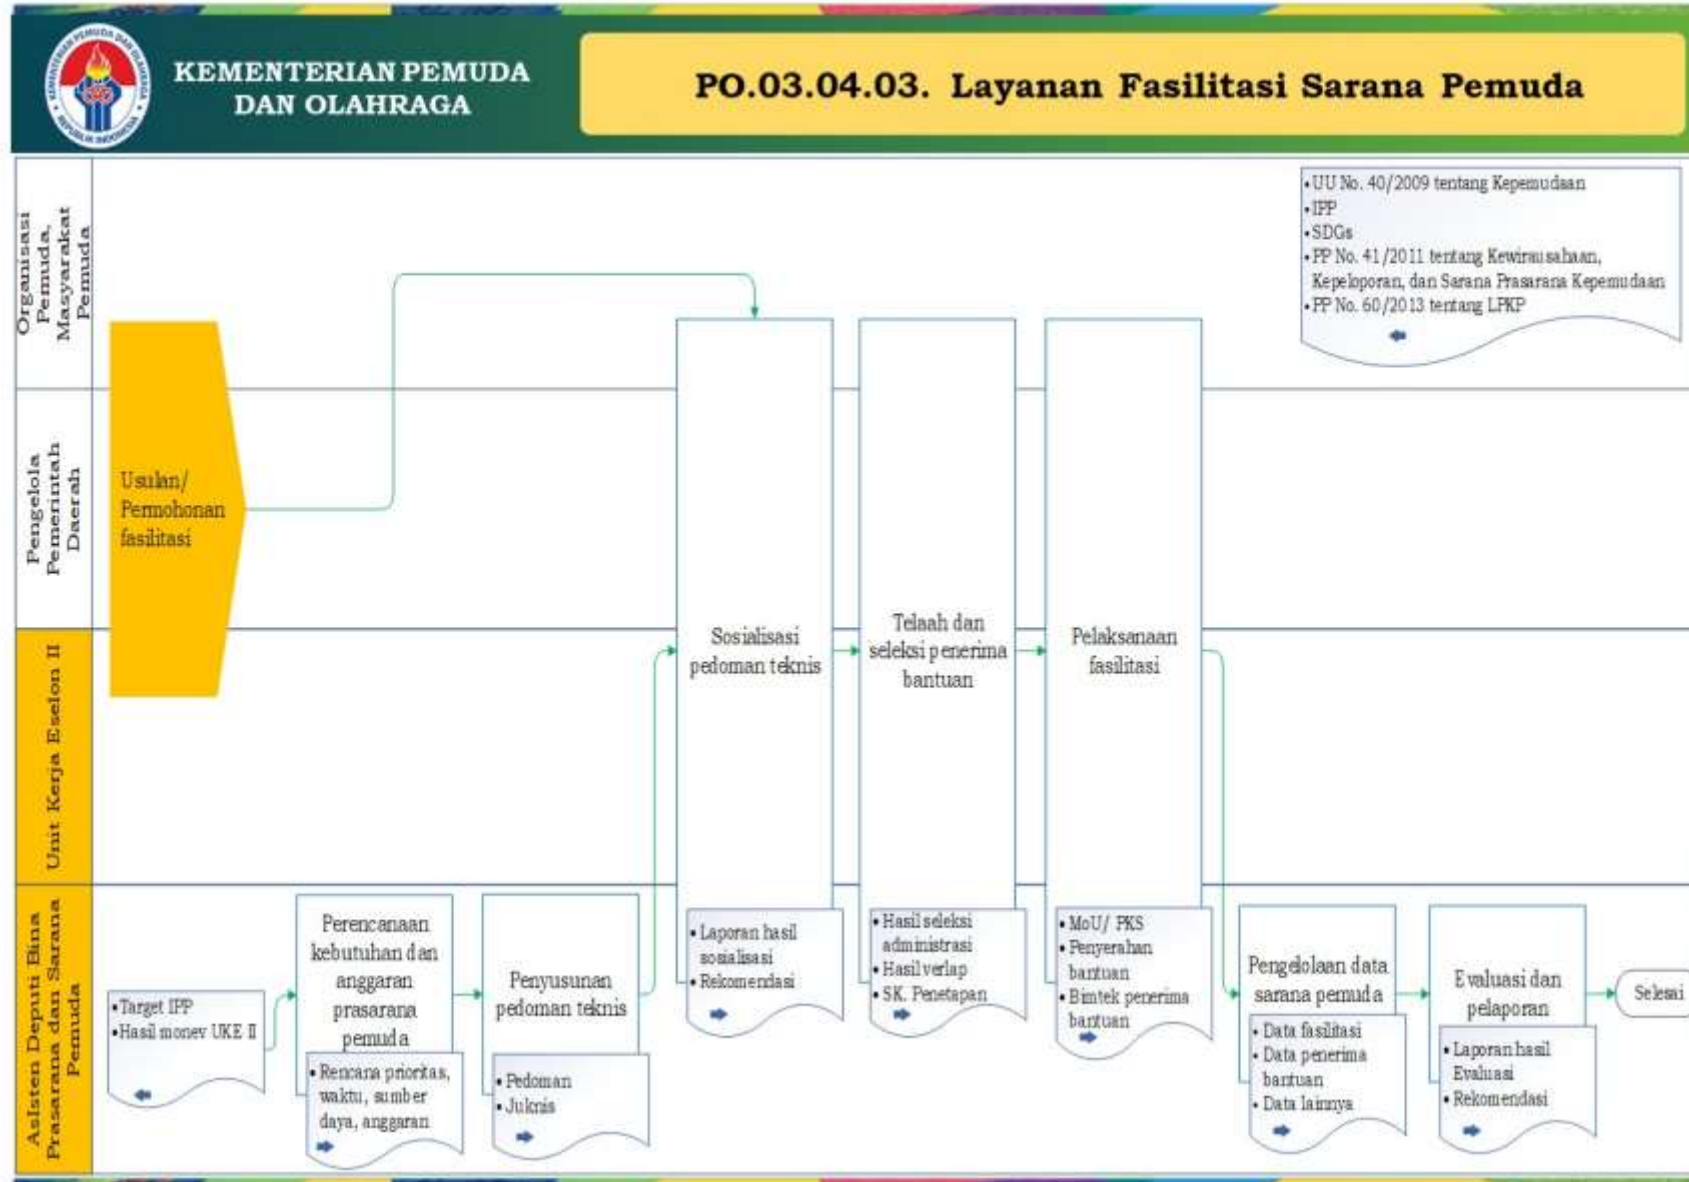 KEMENTERIAN PEMUDA DAN OLAHRAGA
REPUBLIK INDONESIA
KEMENTERIAN PEMUDA
DAN OLAHRAGA
PO.03.04.03. Layanan Fasilitasi Sarana Pemuda
Organisasi
Pemuda,
Masyarakat
Pemuda
•UU No. 40/2009 tentang Kepemudaan
•IPP
•SDGs
•PP No. 41/2011 tentang Kewirausahaan,
Kepeloporan, dan Sarana Prasarana Kepemudaan
•PP No. 60/2013 tentang LPKP
Pengelola
Pemerintah
Daerah
Usulan/
Permohonan
fasilitasi
Unit Kerja Eselon II
Sosialisasi
pedoman teknis
Telaah dan
seleksi penerima
bantuan
Pelaksanaan
fasilitasi
Asisten Deputi Bina
Prasarana dan Sarana
Pemuda
•Target IPP
•Hasil monev UKE II
Perencanaan
kebutuhan dan
anggaran
prasarana
pemuda
• Rencana prioritas,
waktu, sumber
daya, anggaran
Penyusunan
pedoman teknis
• Pedoman
• Juknis
• Laporan hasil
sosialisasi
• Rekomendasi
• Hasil seleksi
administrasi
• Hasil verlap
• SK. Penetapan
• MoU/ PKS
• Penyerahan
bantuan
• Bimtek penerima
bantuan
Pengelolaan data
sarana pemuda
• Data fasilitasi
• Data penerima
bantuan
• Data lainnya
Evaluasi dan
pelaporan
• Laporan hasil
Evaluasi
• Rekomendasi
Selesai